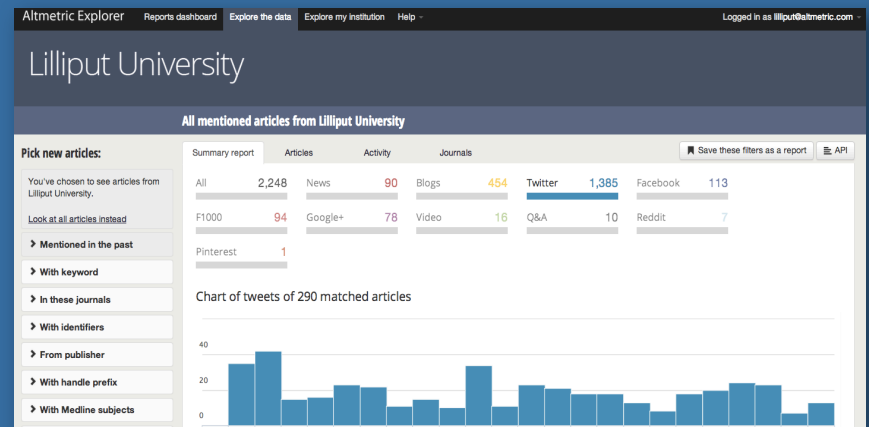 Altmetric Explorer Reports dashboard Explore the data Explore my institution Help Logged in as lilliput@altmetric.com
Lilliput University
All mentioned articles from Lilliput University
Pick new articles:
Summary report Articles Activity Journals Save these filters as a report API
You've chosen to see articles from
Lilliput University.
Look at all articles instead
Mentioned in the past
With keyword
In these journals
With identifiers
From publisher
With handle prefix
With Medline subjects
All 2,248 News 90 Blogs 454 Twitter 1,385 Facebook 113
F1000 94 Google+ 78 Video 16 Q&A 10 Reddit 7
Pinterest 1
Chart of tweets of 290 matched articles
40
20
0